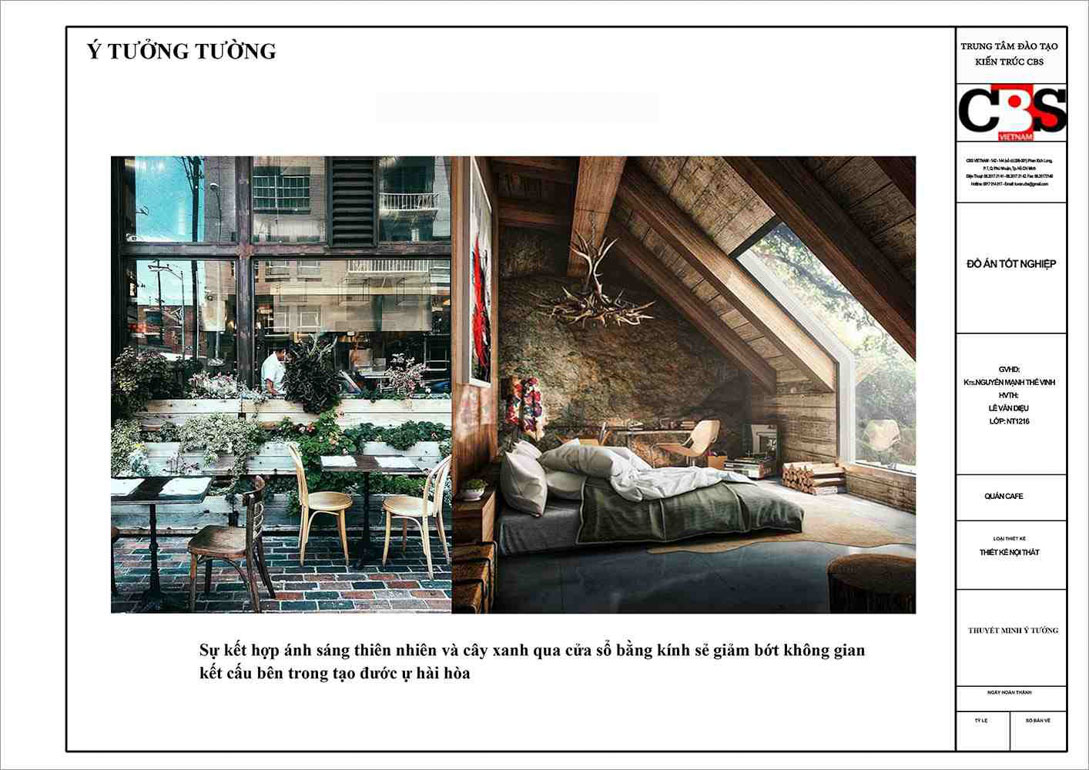 Ý TƯỞNG TƯỜNG
Sự kết hợp ánh sáng thiên nhiên và cây xanh qua cửa sổ bằng kính sẻ giảm bớt không gian
kết cấu bên trong tạo đước ự hài hòa
TRUNG TÂM ĐÀO TẠO
KIẾN TRÚC CBS
CBS
VIETNAM
ĐỒ ÁN TỐT NGHIỆP
GVHD:
KTS.NGUYỄN MẠNH THẾ VINH
HVTH:
LÊ VĂN DIỆU
LỚP: NT1216
QUÁN CAFE
LOẠI THIẾT KẾ
THIẾT KẾ NỘI THẤT
THUYẾT MINH Ý TƯỞNG
NGÀY HOÀN THÀNH
TỶ LỆ
SỐ BẢN VẼ